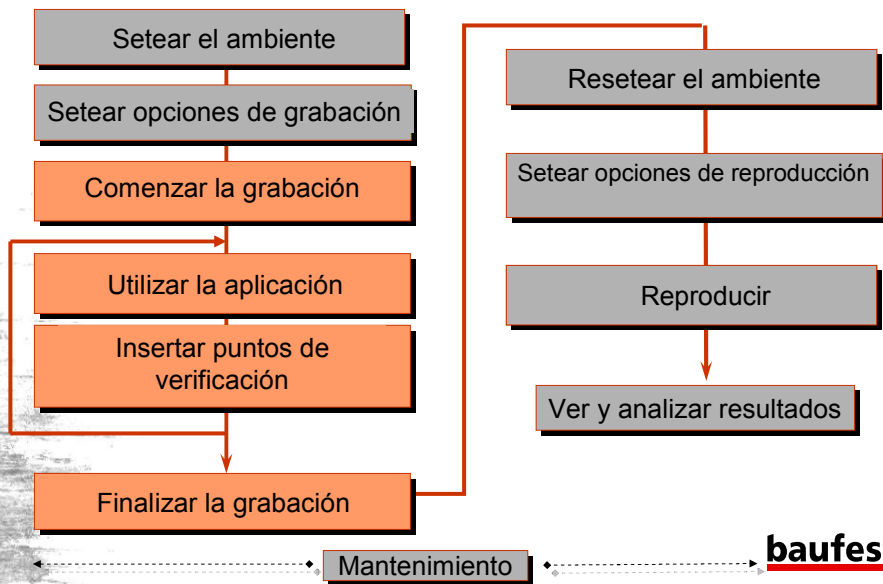 Setear el ambiente
Setear opciones de grabación
Comenzar la grabación
Utilizar la aplicación
Insertar puntos de
verificación
Finalizar la grabación
Resetear el ambiente
Setear opciones de reproducción
Reproducir
Ver y analizar resultados
Mantenimiento
baufes